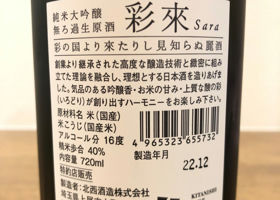 純米大吟醸
無ろ過生原酒
彩來
Sara
彩の国より來たりし見知らぬ麗酒
創業より継承された高度な醸造技術と緻密に組み
立てた理論を融合し、理想とする日本酒を造りあげま
した。気品のある吟醸香・お米の甘み・上質な酸の彩
(いろどり)が創り出すハーモニーをお楽しみ下さい。
原材料名 米(国産)
米こうじ(国産米)
アルコール分 16度
精米歩合 40%
内容量 720ml
特約店販売
4 965323 655732
製造年月
22.12
製造者 北西酒造株式会社
KITANISHI